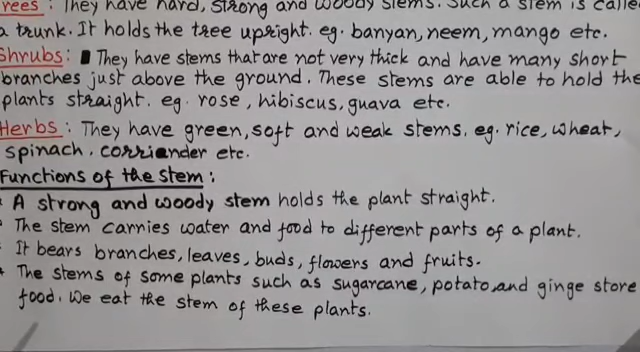 rees : They have hard, strong and woody stems. Such a stem is calle
a trunk. It holds the tree upright. eg. banyan, neem, mango etc.
Shrubs : They have stems that are not very thick and have many short
branches just above the ground. These stems are able to hold the
plants straight. eg. rose, hibiscus, guava etc.
Herbs : They have green, soft and weak stems. eg. rice, wheat,
spinach. corriander etc.
Functions of the stem :
• A strong and woody stem holds the plant straight.
• The stem carries water and food to different parts of a plant.
• It bears branches, leaves, buds, flowers and fruits.
• The stems of some plants such as sugarcane, potato, and ginge store
food. We eat the stem of these plants.